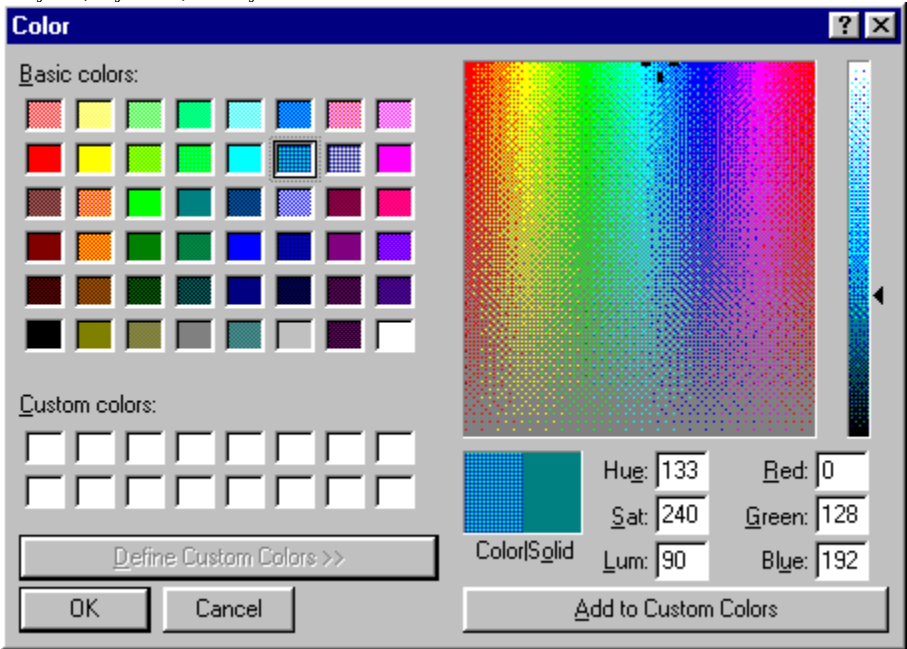 Color
Basic colors:
Custom colors:
Define Custom Colors >>
OK Cancel
Color|Solid
Hue: 133 Red: 0
Sat: 240 Green: 128
Lum: 90 Blue: 192
Add to Custom Colors